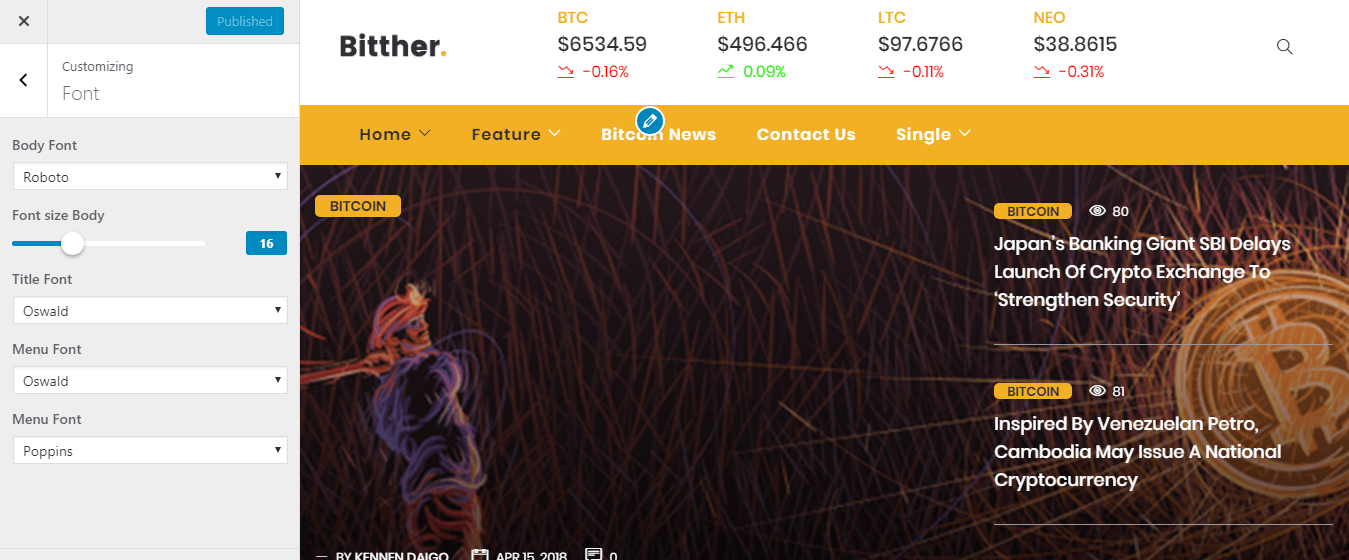 Published
Customizing
Font
Body Font
Roboto
Font size Body
16
Title Font
Oswald
Menu Font
Oswald
Menu Font
Poppins
Bitther.
BTC
$6534.59
-0.16%
ETH
$496.466
0.09%
LTC
$97.6766
-0.11%
NEO
$38.8615
-0.31%
Home Feature Bitcoin News Contact Us Single
BITCOIN
BITCOIN 80
Japan's Banking Giant SBI Delays
Launch Of Crypto Exchange To
‘Strengthen Security’
BITCOIN 81
Inspired By Venezuelan Petro,
Cambodia May Issue A National
Cryptocurrency
— BY KENNEN DAIGO APR 15, 2018 0